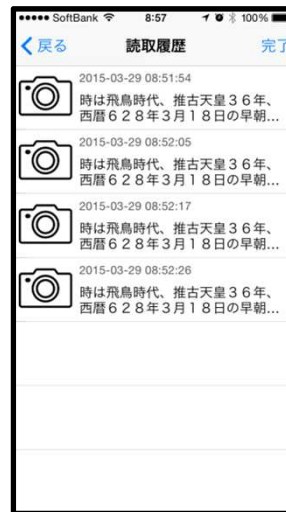 SoftBank 8:57 100%
戻る 読取履歴 完了
2015-03-29 08:51:54
時は飛鳥時代、推古天皇３６年、
西暦６２８年３月１８日の早朝...
2015-03-29 08:52:05
時は飛鳥時代、推古天皇３６年、
西暦６２８年３月１８日の早朝...
2015-03-29 08:52:17
時は飛鳥時代、推古天皇３６年、
西暦６２８年３月１８日の早朝...
2015-03-29 08:52:26
時は飛鳥時代、推古天皇３６年、
西暦６２８年３月１８日の早朝...